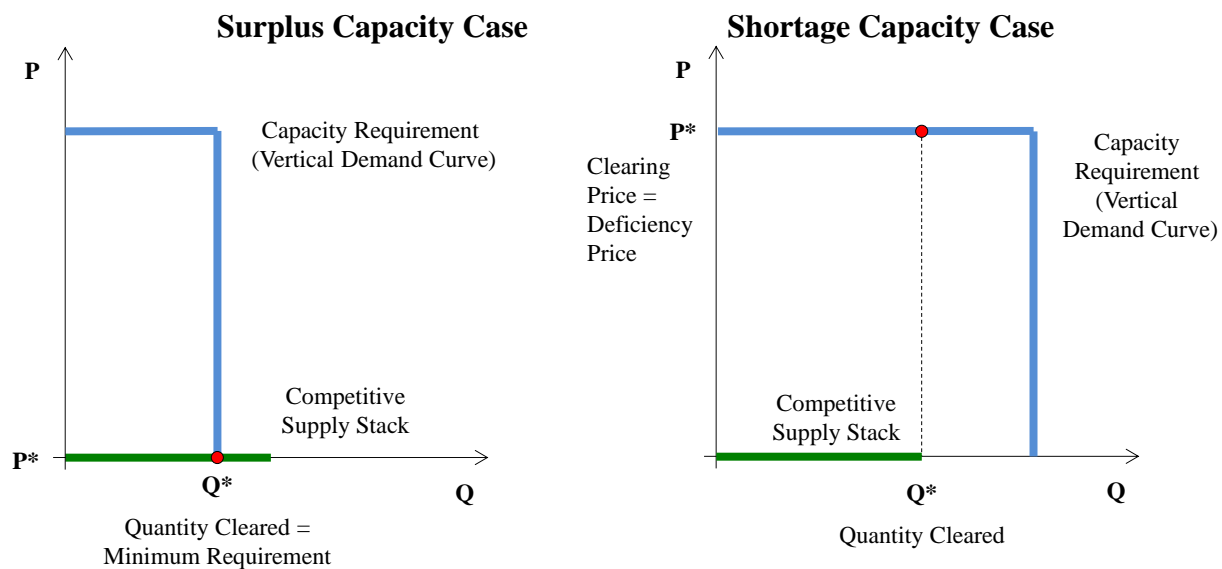 Surplus Capacity Case
P
Capacity Requirement
(Vertical Demand Curve)
Competitive
Supply Stack
P*
Q*
Q
Quantity Cleared =
Minimum Requirement
Shortage Capacity Case
P
P*
Clearing
Price =
Deficiency
Price
Capacity
Requirement
(Vertical
Demand Curve)
Competitive
Supply Stack
Q*
Q
Quantity Cleared